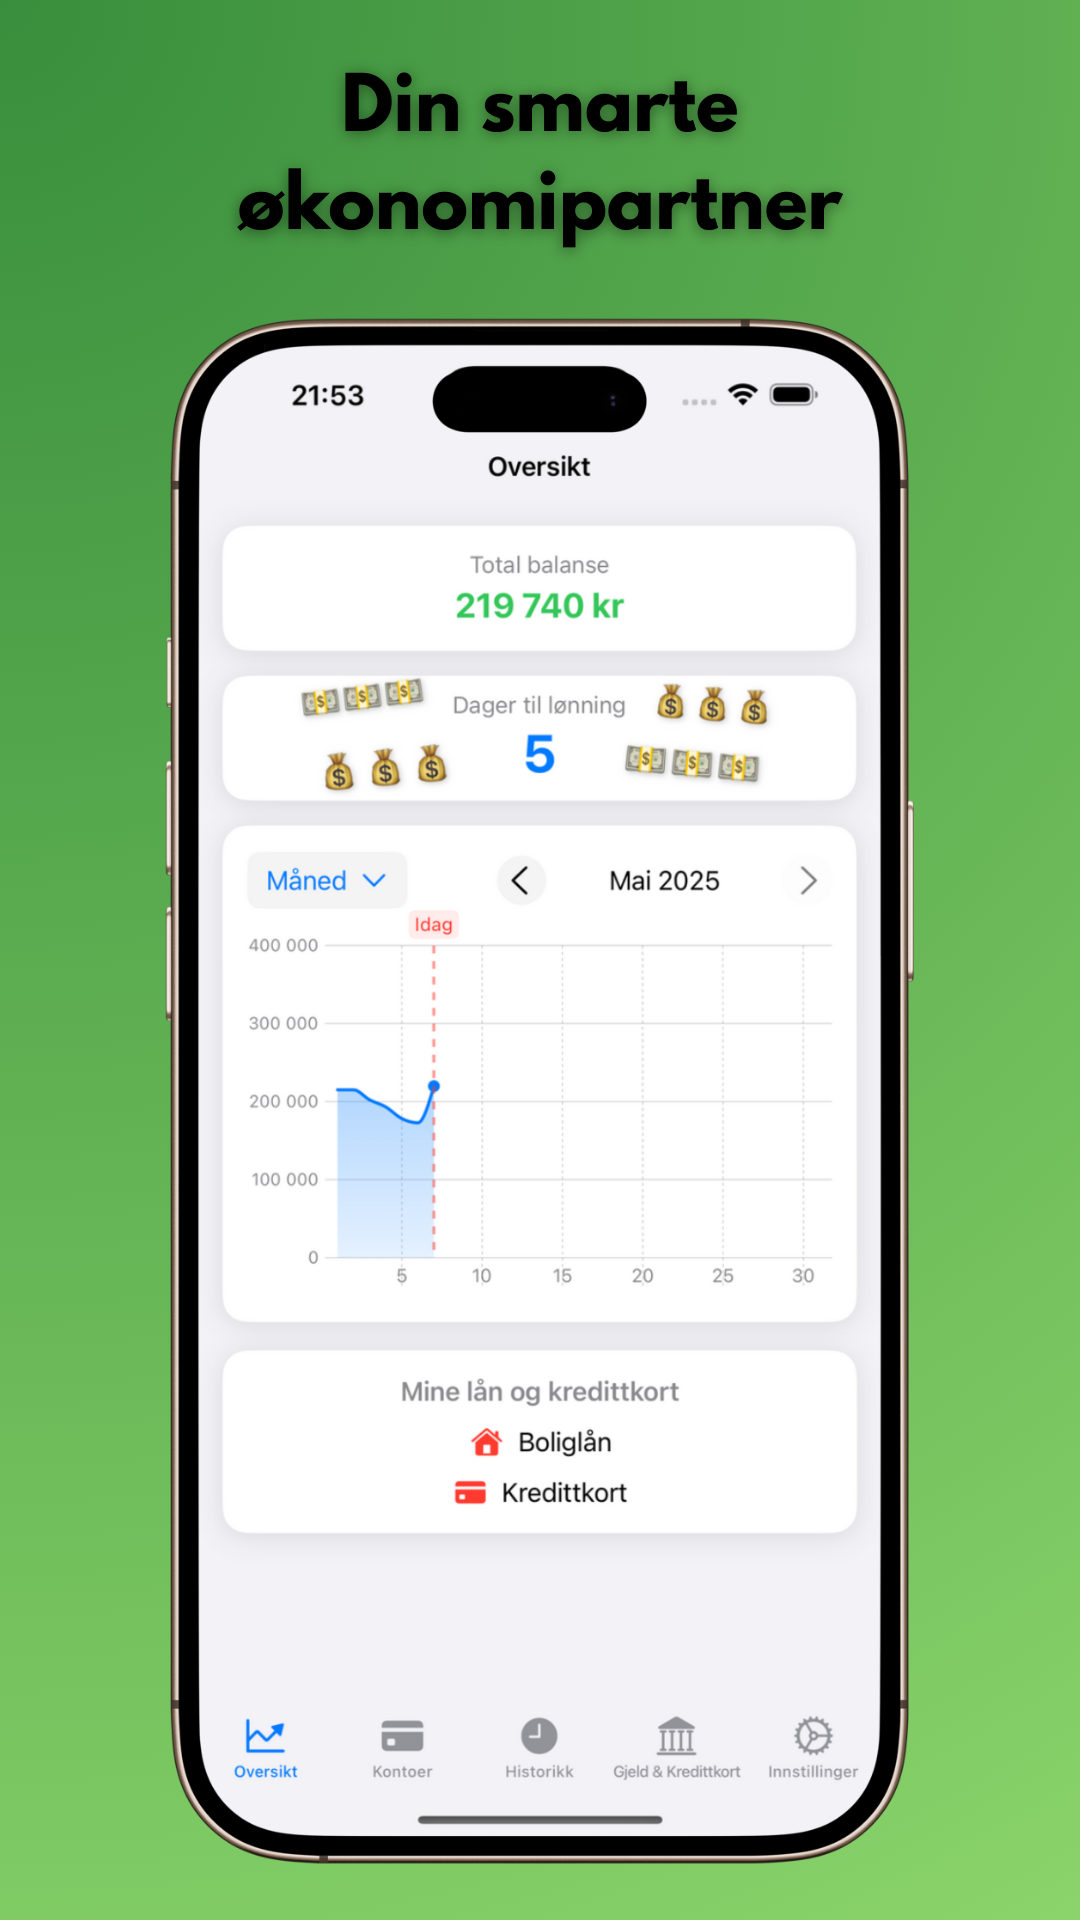 Din smarte
økonomipartner
21:53
Oversikt
Total balanse
219 740 kr
Dager til lønning
5
Måned
Mai 2025
Idag
400 000
300 000
200 000
100 000
0
5 10 15 20 25 30
Mine lån og kredittkort
Boliglån
Kredittkort
Oversikt Kontoer Historikk Gjeld & Kredittkort Innstillinger